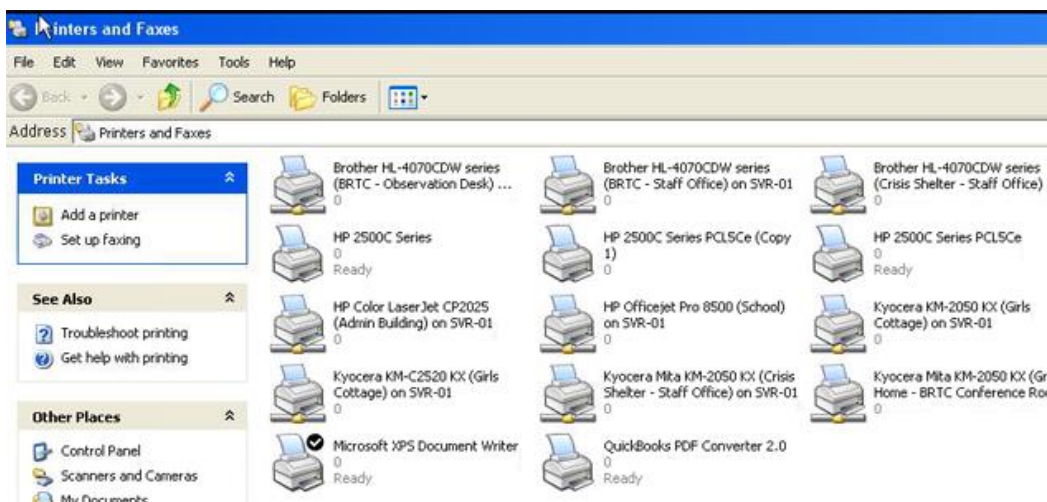 Printers and Faxes
File Edit View Favorites Tools Help
Back Search Folders
Address Printers and Faxes
Printer Tasks
Add a printer
Set up faxing
See Also
Troubleshoot printing
Get help with printing
Other Places
Control Panel
Scanners and Cameras
My Documents
Brother HL-4070CDW series
(BRTC - Observation Desk) ...
0
Brother HL-4070CDW series
(BRTC - Staff Office) on SVR-01
0
Brother HL-4070CDW series
(Crisis Shelter - Staff Office)
0
HP 2500C Series
0
Ready
HP 2500C Series PCL5Ce (Copy
1)
0
HP 2500C Series PCL5Ce
0
Ready
HP Color LaserJet CP2025
(Admin Building) on SVR-01
0
HP Officejet Pro 8500 (School)
on SVR-01
0
Kyocera KM-2050 KX (Girls
Cottage) on SVR-01
0
Kyocera KM-C2520 KX (Girls
Cottage) on SVR-01
0
Kyocera Mita KM-2050 KX (Crisis
Shelter - Staff Office) on SVR-01
0
Kyocera Mita KM-2050 KX (Gr
Home - BRTC Conference Ro
0
Microsoft XPS Document Writer
0
Ready
QuickBooks PDF Converter 2.0
0
Ready